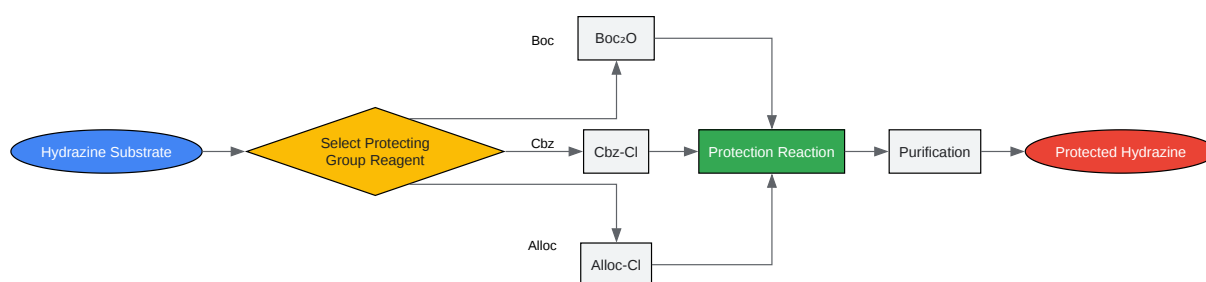 Boc
Boc₂O
Hydrazine Substrate
Select Protecting
Group Reagent
Cbz
Cbz-Cl
Protection Reaction
Purification
Protected Hydrazine
Alloc
Alloc-Cl